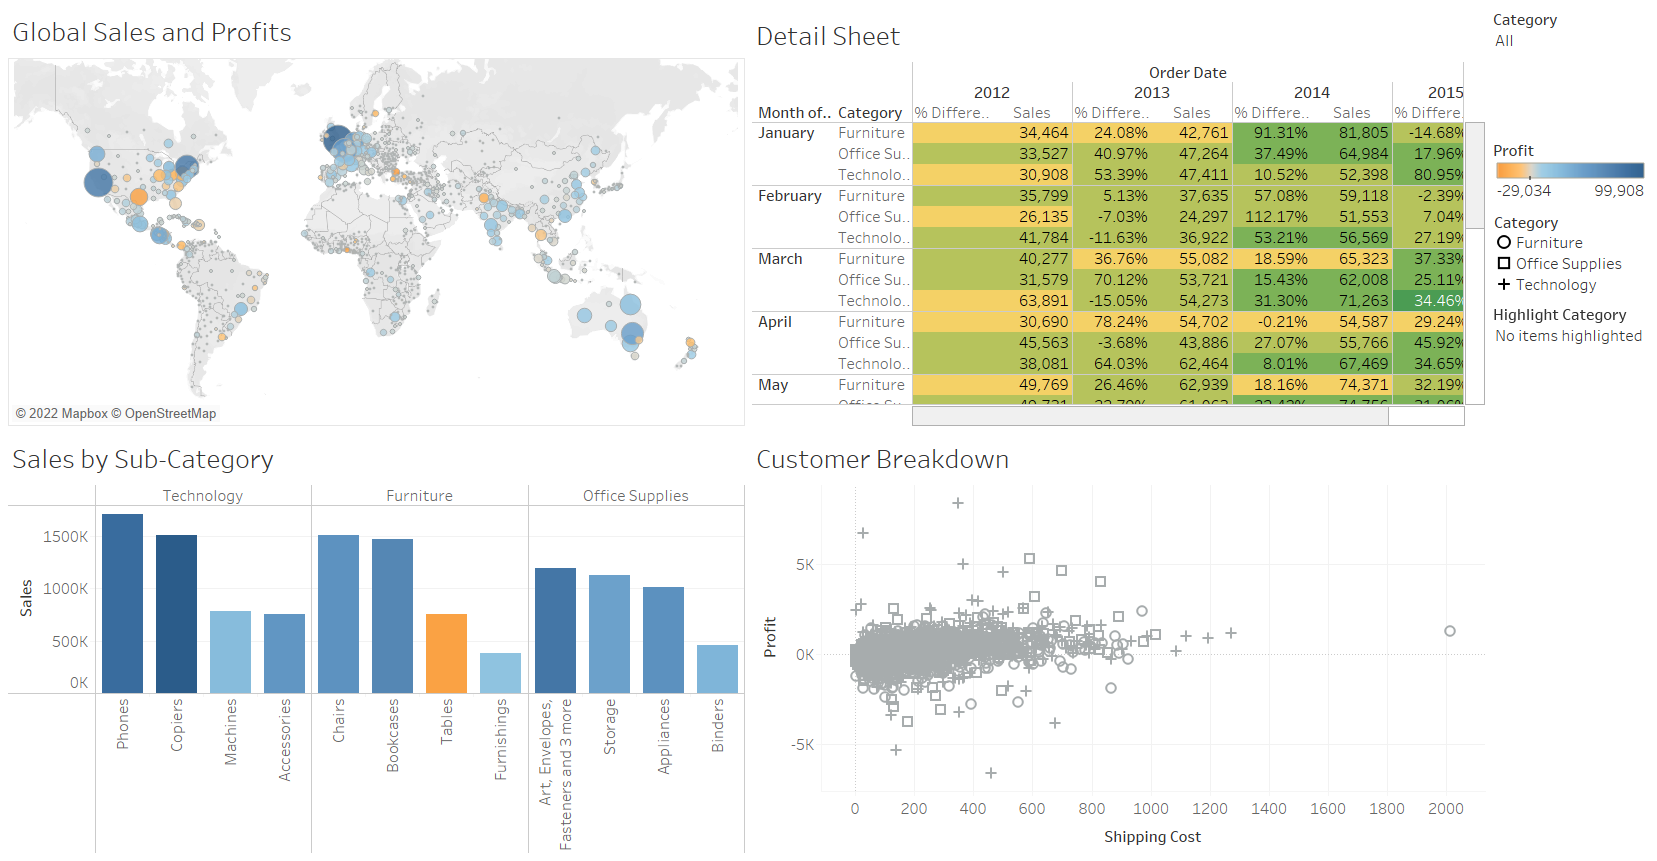 Global Sales and Profits
© 2022 Mapbox © OpenStreetMap
Detail Sheet
Order Date
2012 2013 2014 2015
Month of.. Category % Differe.. Sales % Differe.. Sales % Differe.. Sales % Differe
January Furniture 34,464 24.08% 42,761 91.31% 81,805 -14.68%
Office Su.. 33,527 40.97% 47,264 37.49% 64,984 17.96%
Technolo.. 30,908 53.39% 47,411 10.52% 52,398 80.95%
February Furniture 35,799 5.13% 37,635 57.08% 59,118 -2.39%
Office Su.. 26,135 -7.03% 24,297 112.17% 51,553 7.04%
Technolo.. 41,784 -11.63% 36,922 53.21% 56,569 27.19%
March Furniture 40,277 36.76% 55,082 18.59% 65,323 37.33%
Office Su.. 31,579 70.12% 53,721 15.43% 62,008 25.11%
Technolo.. 63,891 -15.05% 54,273 31.30% 71,263 34.46%
April Furniture 30,690 78.24% 54,702 -0.21% 54,587 29.24%
Office Su.. 45,563 -3.68% 43,886 27.07% 55,766 45.92%
Technolo.. 38,081 64.03% 62,464 8.01% 67,469 34.65%
May Furniture 49,769 26.46% 62,939 18.16% 74,371 32.19%
Category
All
Profit
-29,034 99,908
Category
Furniture
Office Supplies
Technology
Highlight Category
No items highlighted
Sales by Sub-Category
Technology Furniture Office Supplies
Sales
1500K
1000K
500K
0K
Phones
Copiers
Machines
Accessories
Chairs
Bookcases
Tables
Furnishings
Art, Envelopes,
Fasteners and 3 more
Storage
Appliances
Binders
Customer Breakdown
Profit
5K
0K
-5K
0 200 400 600 800 1000 1200 1400 1600 1800 2000
Shipping Cost